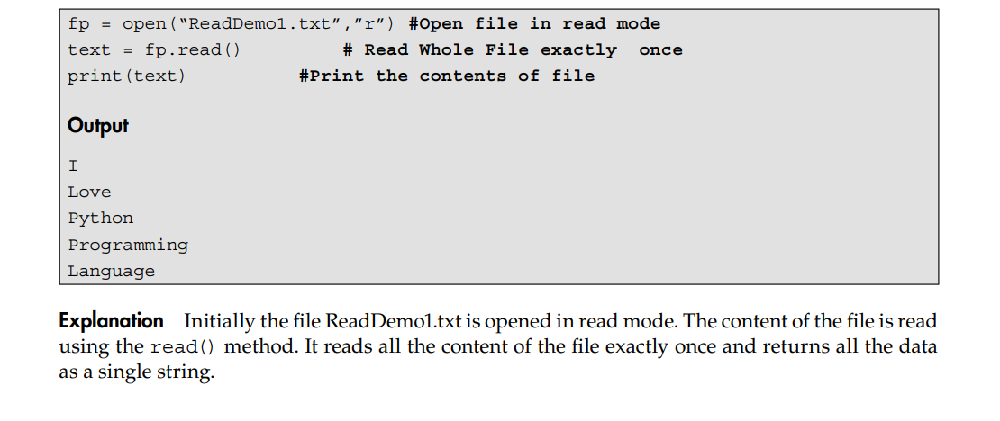 fp = open(“ReadDemo1.txt”,”r”) #Open file in read mode
text = fp.read() # Read Whole File exactly once
print(text) #Print the contents of file
Output
I
Love
Python
Programming
Language
Explanation Initially the file ReadDemo1.txt is opened in read mode. The content of the file is read
using the read() method. It reads all the content of the file exactly once and returns all the data
as a single string.